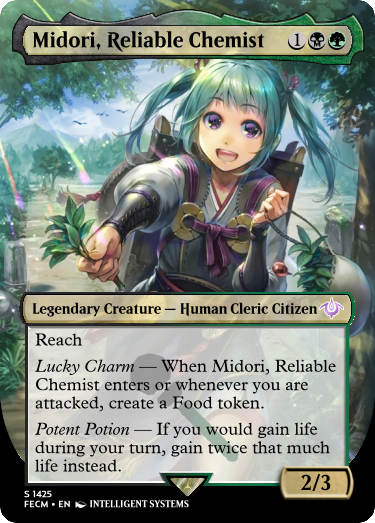 Midori, Reliable Chemist 1
Legendary Creature — Human Cleric Citizen
Reach
Lucky Charm — When Midori, Reliable
Chemist enters or whenever you are
attacked, create a Food token.
Potent Potion — If you would gain life
during your turn, gain twice that much
life instead.
2/3
S 1425
FECM • EN INTELLIGENT SYSTEMS